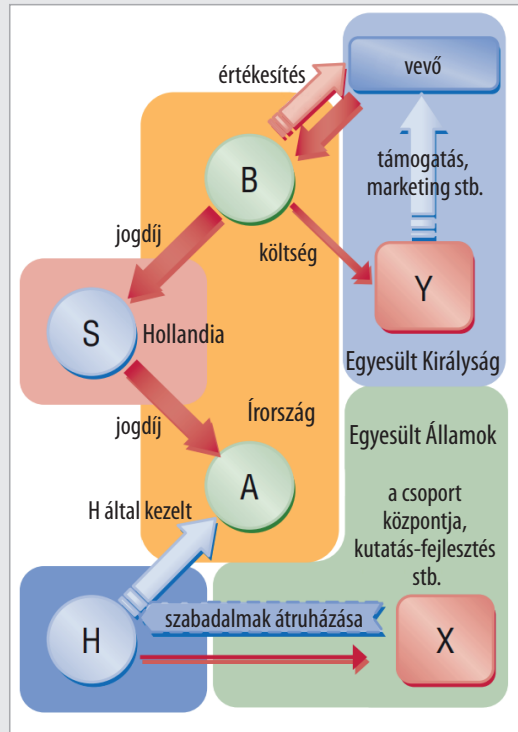 értékesítés
vevő
B
támogatás,
marketing stb.
jogdíj
költség
Y
S
Hollandia
Egyesült Királyság
jogdíj
Írország
Egyesült Államok
A
H által kezelt
a csoport
központja,
kutatás-fejlesztés
stb.
szabadalmak átruházása
H
X